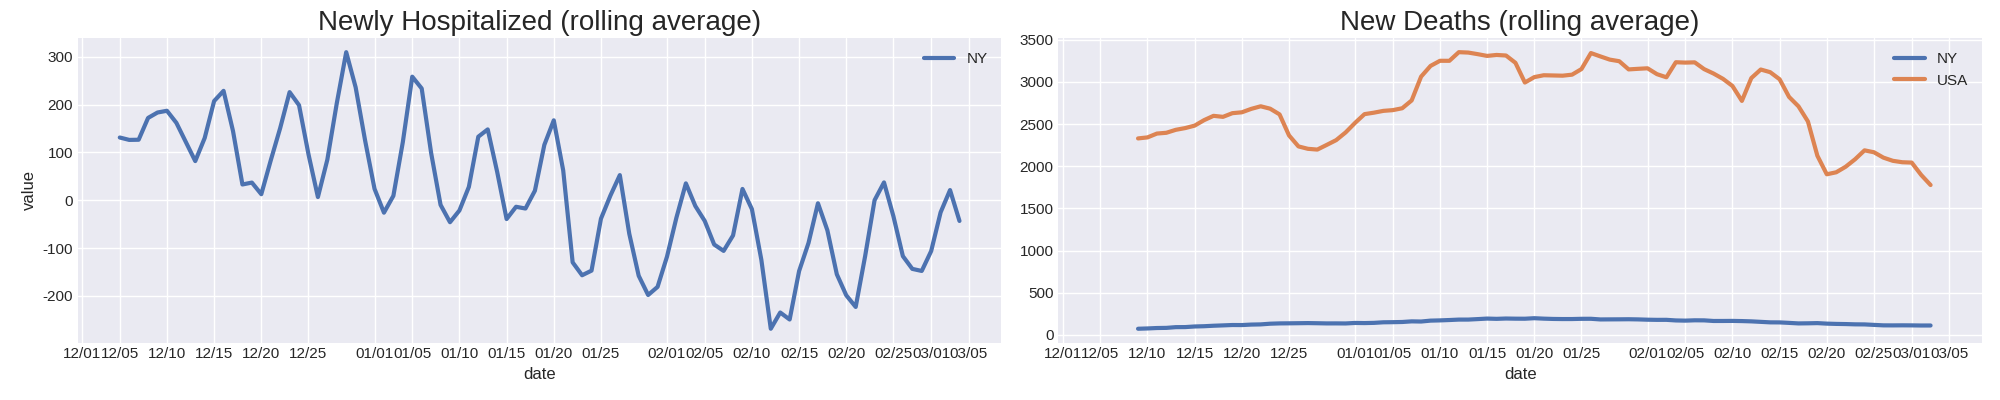 Newly Hospitalized (rolling average)
NY
300
200
100
0
-100
-200
value
12/01 12/05 12/10 12/15 12/20 12/25 01/01 01/05 01/10 01/15 01/20 01/25 02/01 02/05 02/10 02/15 02/20 02/25 03/01 03/05
date
New Deaths (rolling average)
NY
USA
3500
3000
2500
2000
1500
1000
500
0
12/01 12/05 12/10 12/15 12/20 12/25 01/01 01/05 01/10 01/15 01/20 01/25 02/01 02/05 02/10 02/15 02/20 02/25 03/01 03/05
date